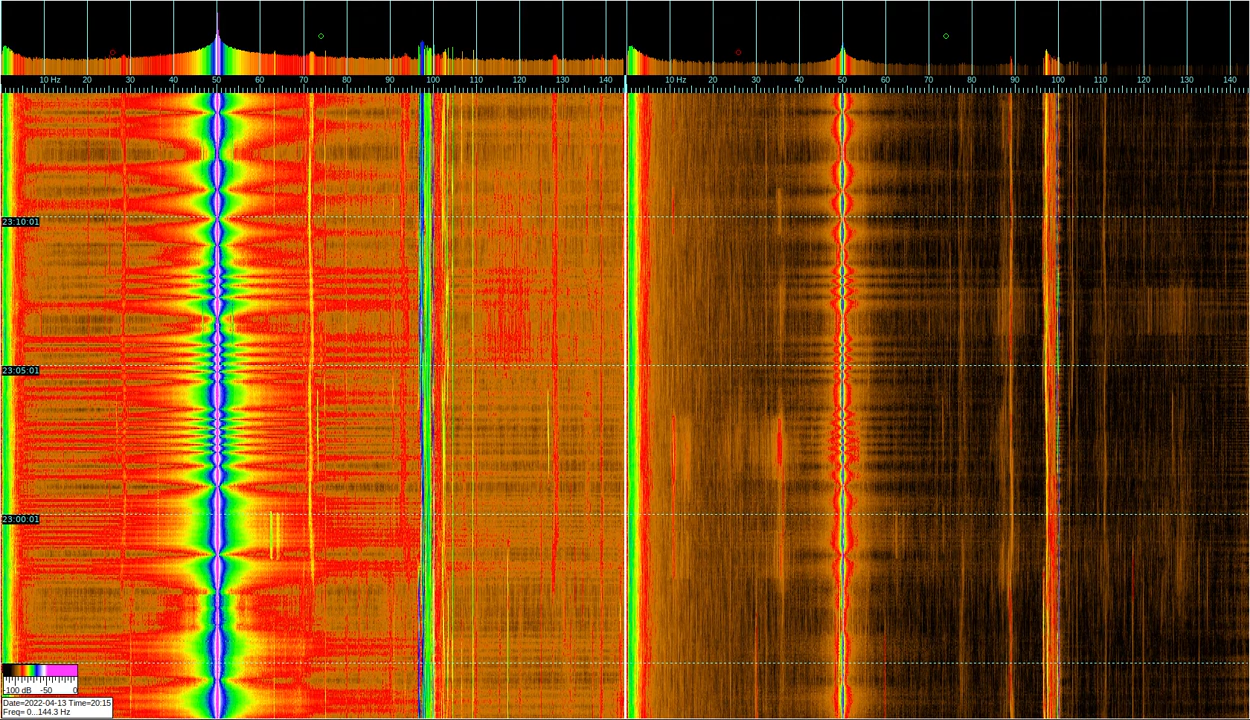 10 Hz 20 30 40 50 60 70 80 90 100 110 120 130 140 10 Hz 20 30 40 50 60 70 80 90 100 110 120 130 140
23:10:01
23:05:01
23:00:01
-100 dB -50 0
Date=2022-04-13 Time=20:15
Freq= 0...144.3 Hz